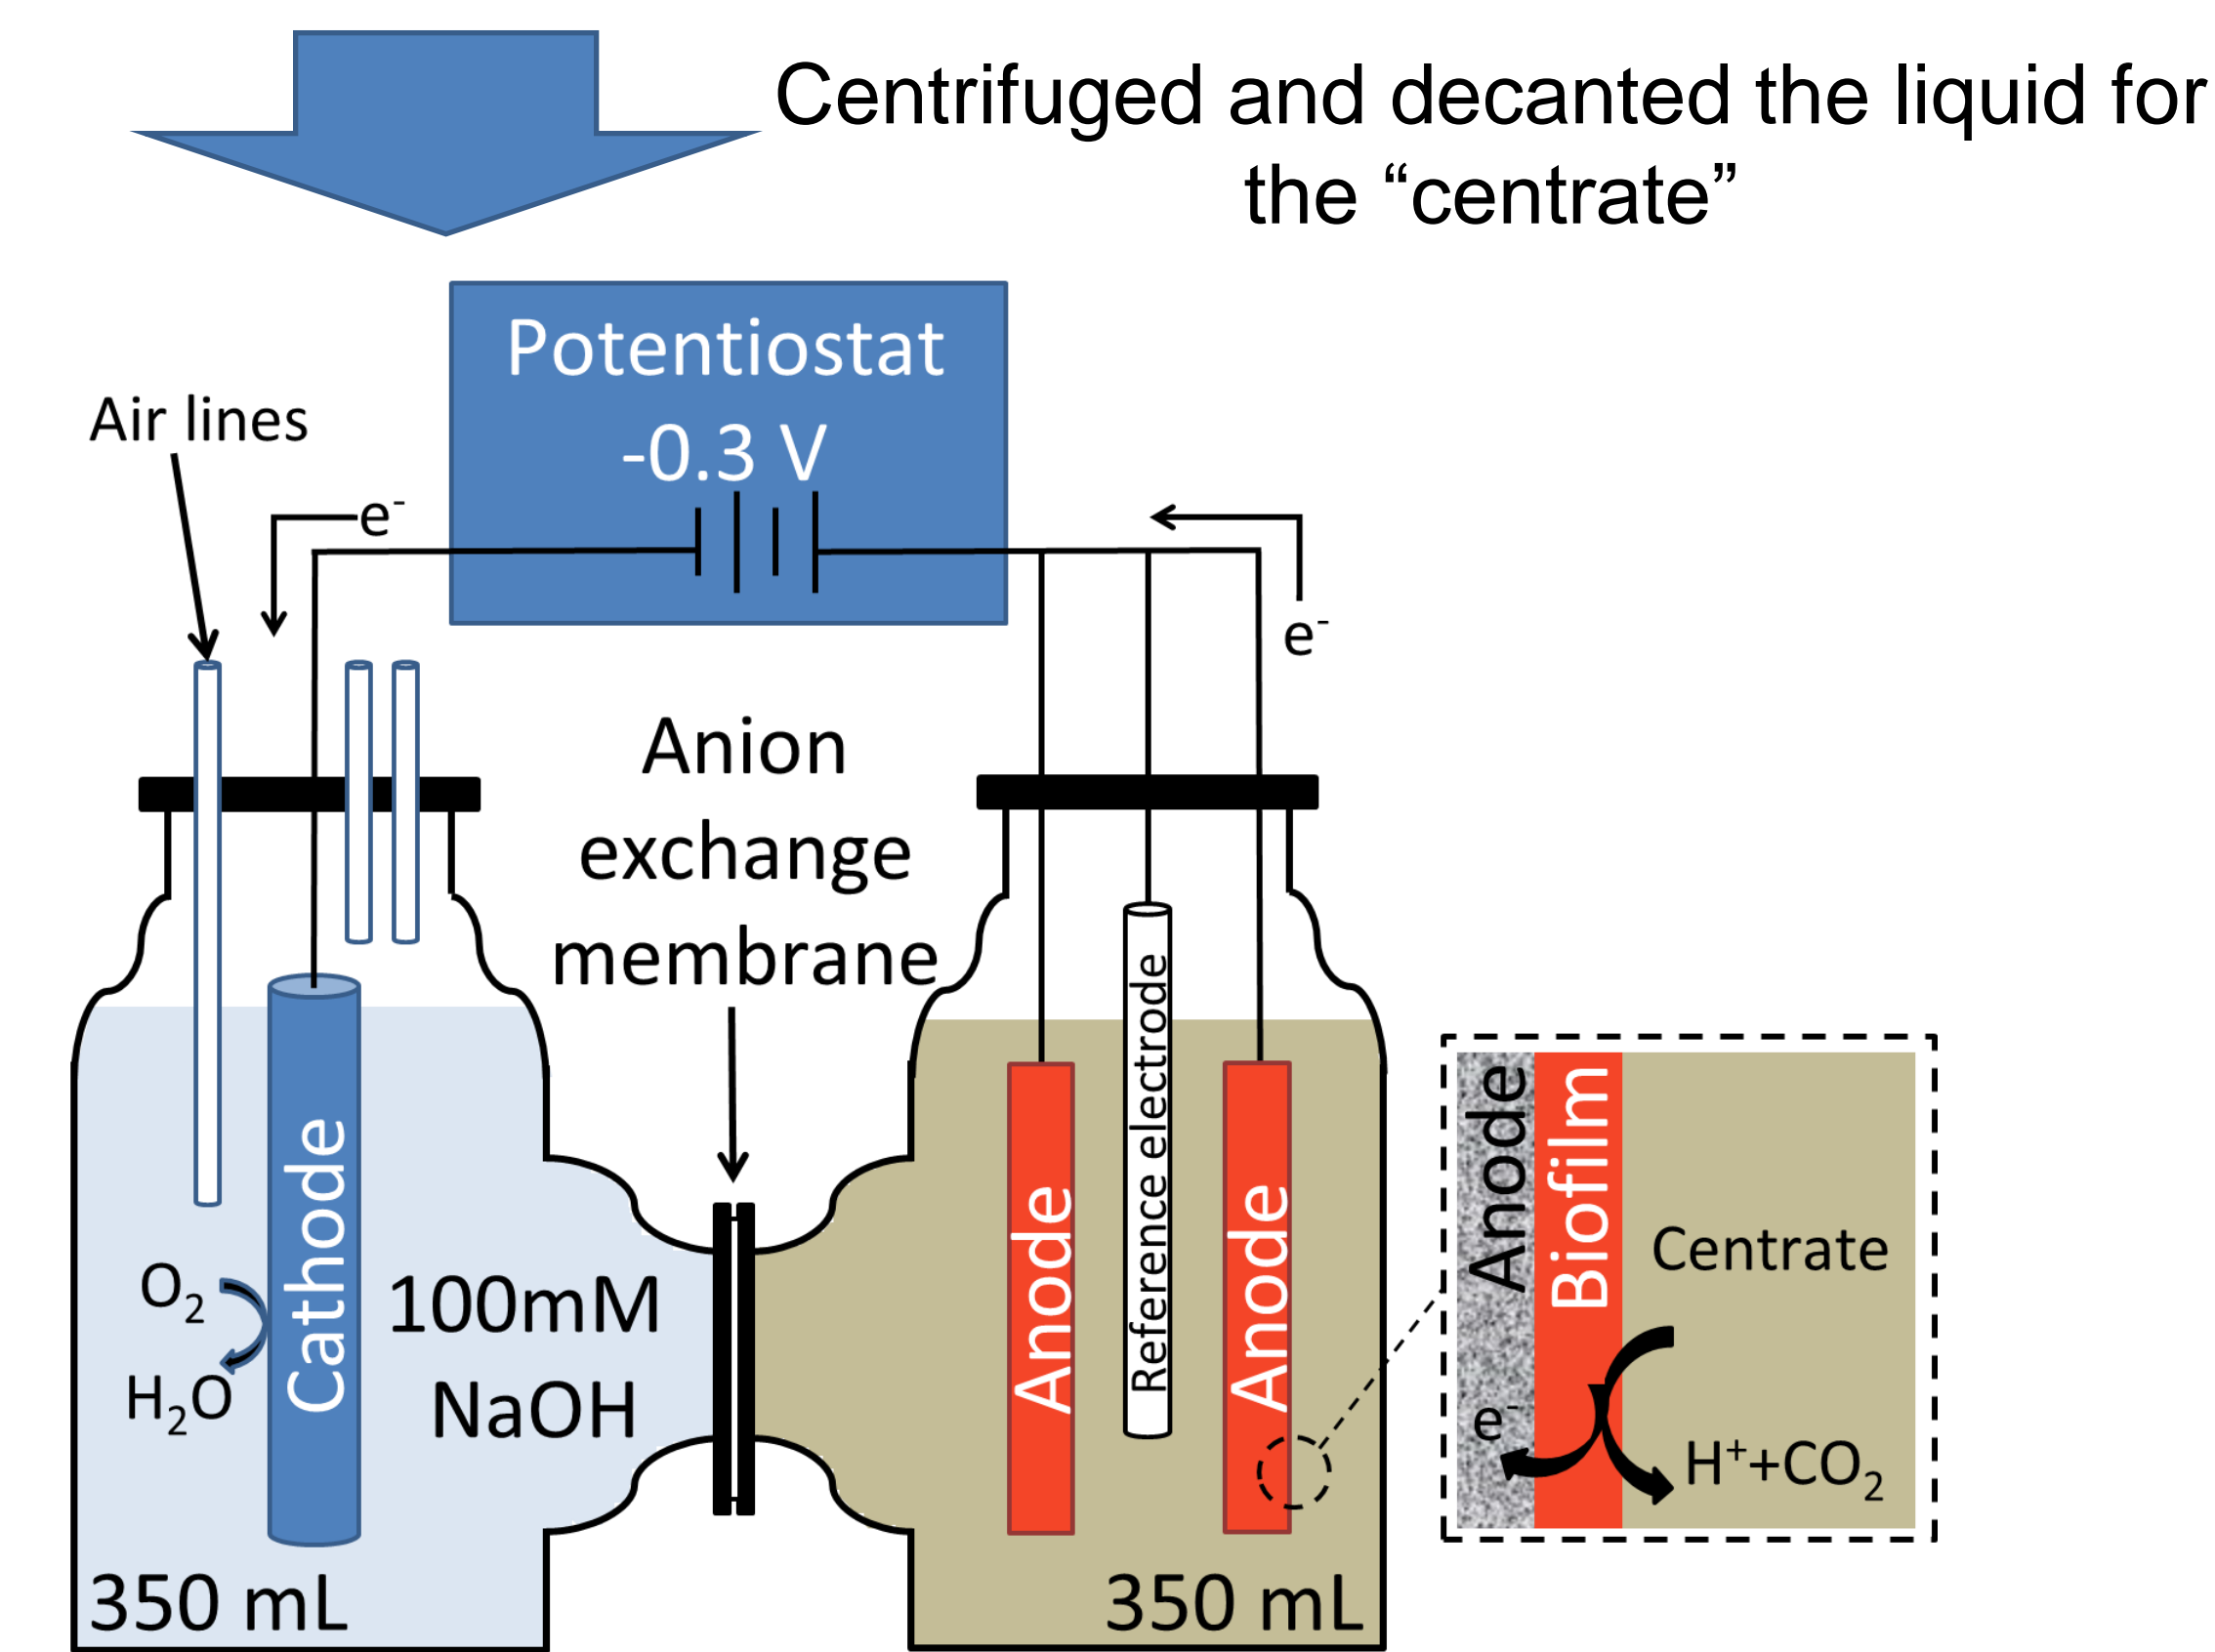 Centrifuged and decanted the liquid for
the “centrate”
Potentiostat
-0.3 V
Air lines
e⁻
e⁻
Anion
exchange
membrane
Cathode
O₂
H₂O
100mM
NaOH
350 mL
Anode
Reference electrode
Anode
350 mL
Anode
Biofilm
Centrate
e⁻
H⁺+CO₂